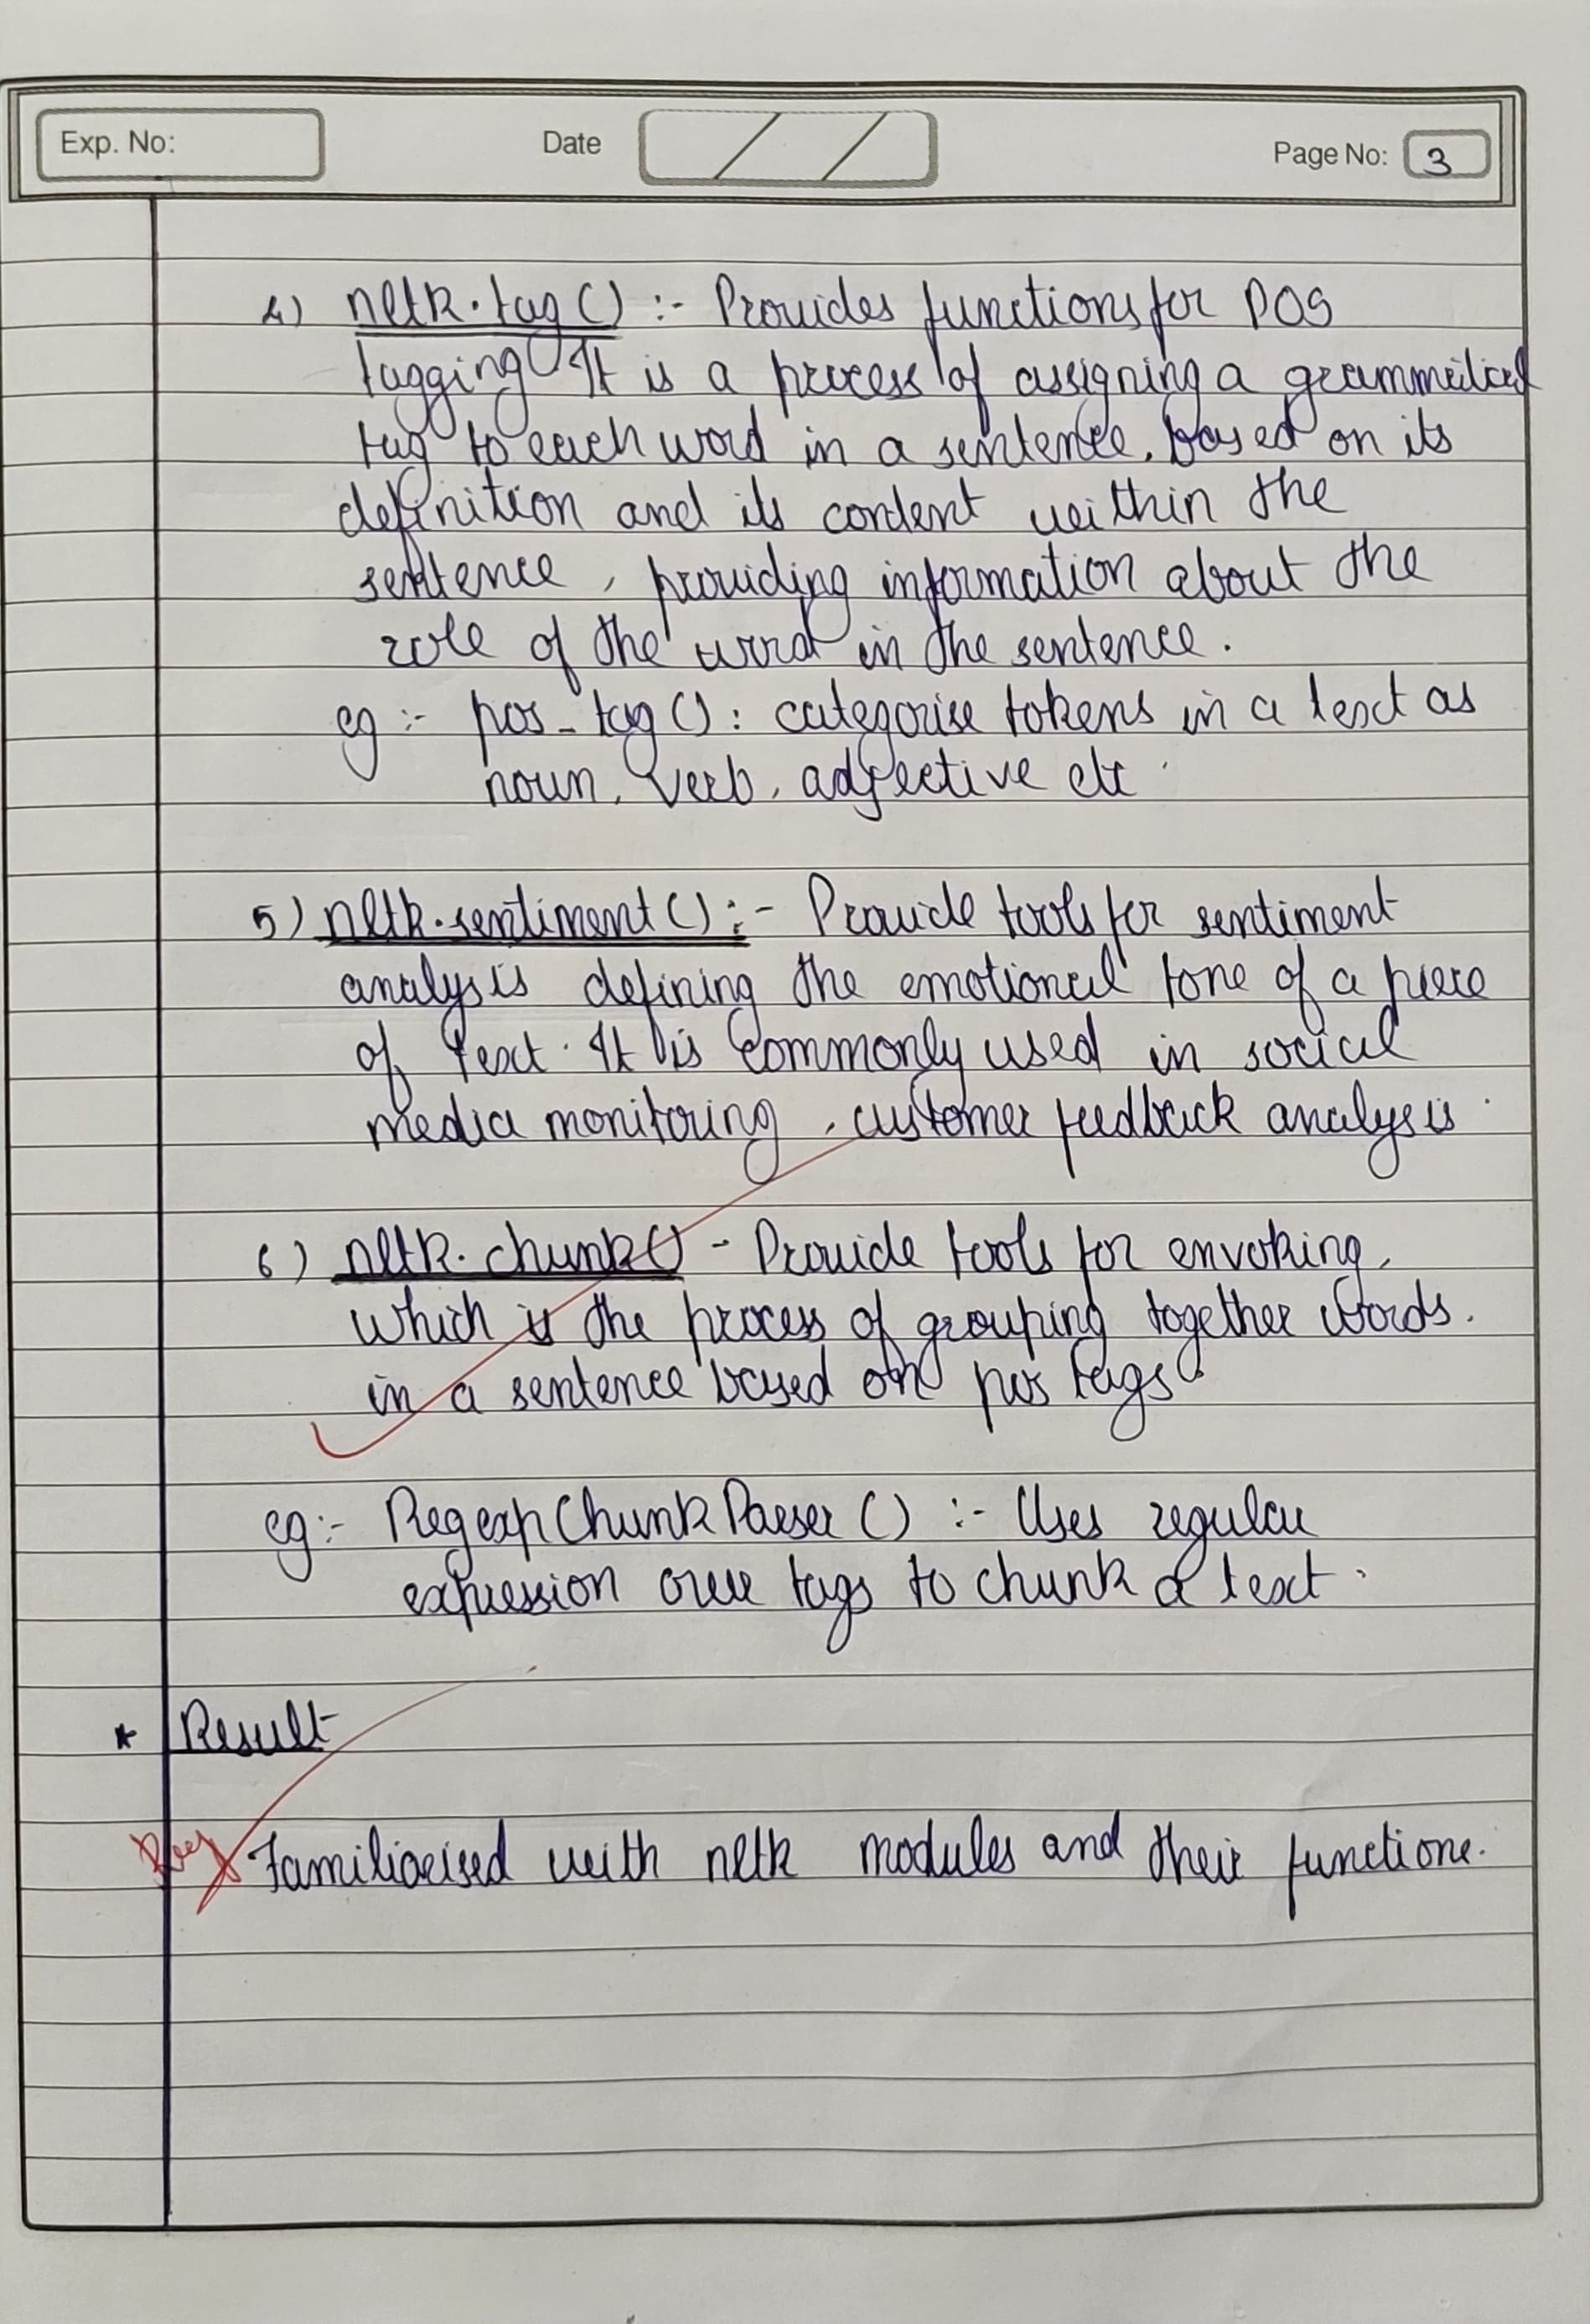 Exp. No:
Date / /
Page No: 3
4) nltk.tag() :- Provides functions for POS
tagging. It is a process of assigning a grammatical
tag to each word in a sentence, based on its
definition and its content within the
sentence, providing information about the
role of the word in the sentence.
eg :- pos_tag(): categorise tokens in a text as
noun, verb, adjective etc.
5) nltk.sentiment() :- Provide tools for sentiment
analysis defining the emotional tone of a piece
of text. It is commonly used in social
media monitoring, customer feedback analysis.
6) nltk.chunk() - Provide tools for envoking,
which is the process of grouping together words.
in a sentence based on pos tags.
eg:- RegexpChunkParser() :- Uses regular
expression over tags to chunk a text.
* Result
Familiarised with nltk modules and their functions.